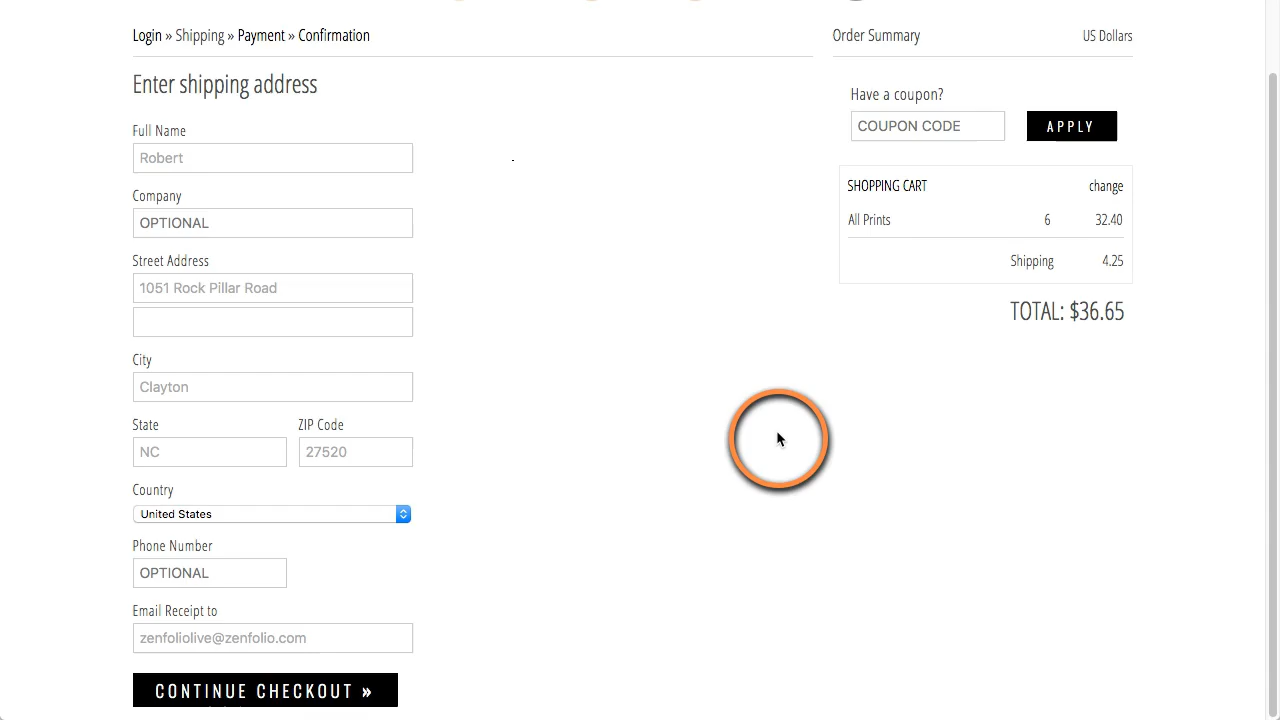 Login » Shipping » Payment » Confirmation
Enter shipping address
Full Name
Robert
Company
OPTIONAL
Street Address
1051 Rock Pillar Road
City
Clayton
State ZIP Code
NC 27520
Country
United States
Phone Number
OPTIONAL
Email Receipt to
zenfoliolive@zenfolio.com
CONTINUE CHECKOUT »
Order Summary US Dollars
Have a coupon?
COUPON CODE APPLY
SHOPPING CART change
All Prints 6 32.40
Shipping 4.25
TOTAL: $36.65